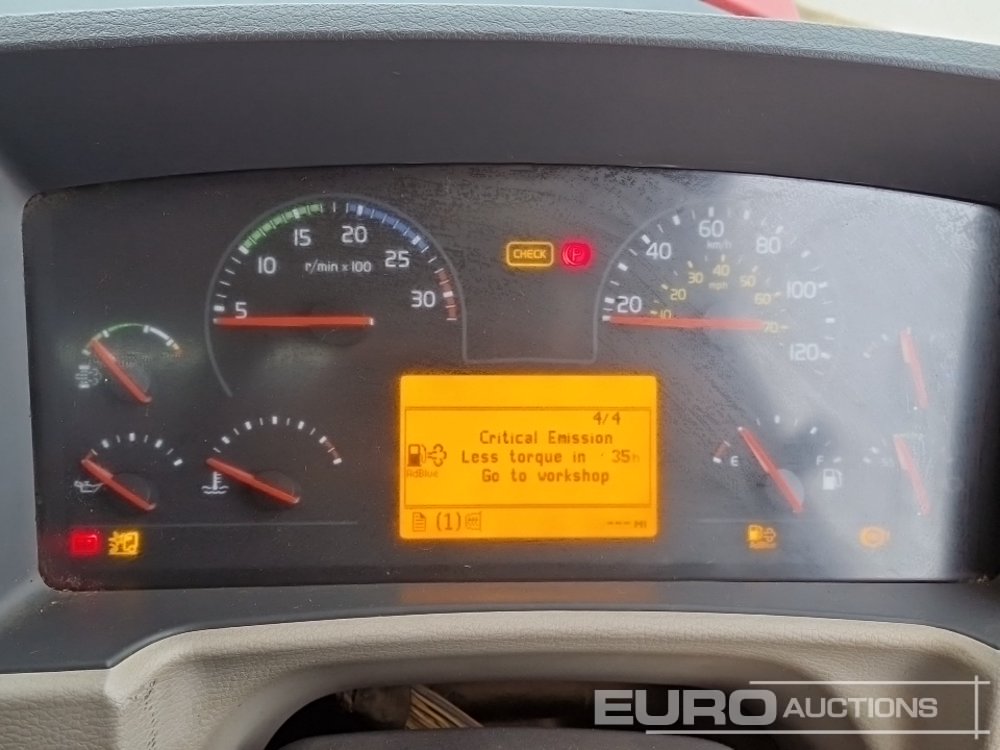 15 20
10 r/min x 100 25
5 30
CHECK P
60
40 km/h 80
20 100
120
40
30 mph 50
20 60
10 70
4/4
Critical Emission
Less torque in 35h
Go to workshop
AdBlue
(1)
--- MI
E F
EURO AUCTIONS